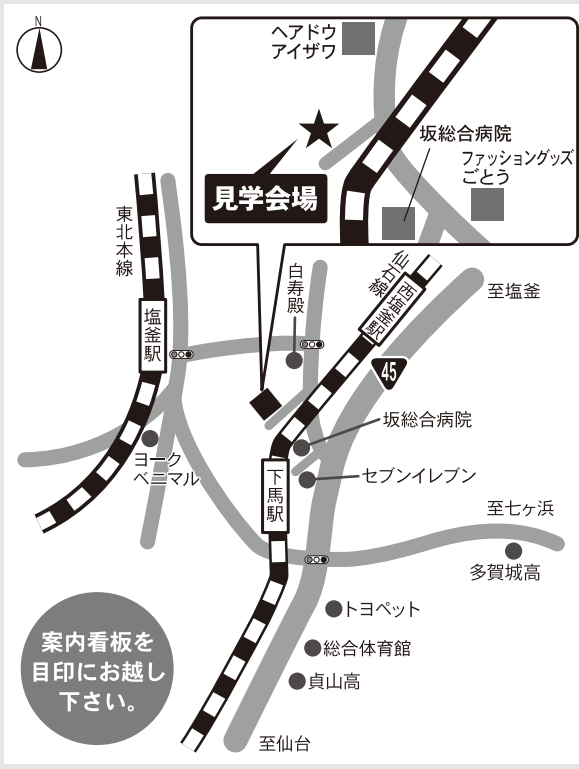 N
ヘアドウ
アイザワ
坂総合病院
ファッショングッズ
ごとう
見学会場
東北本線
塩釜駅
白寿殿
仙石線
西塩釜駅
至塩釜
45
坂総合病院
ヨーク
ベニマル
下馬駅
セブンイレブン
至七ヶ浜
多賀城高
トヨペット
総合体育館
貞山高
至仙台
案内看板を
目印にお越し
下さい。